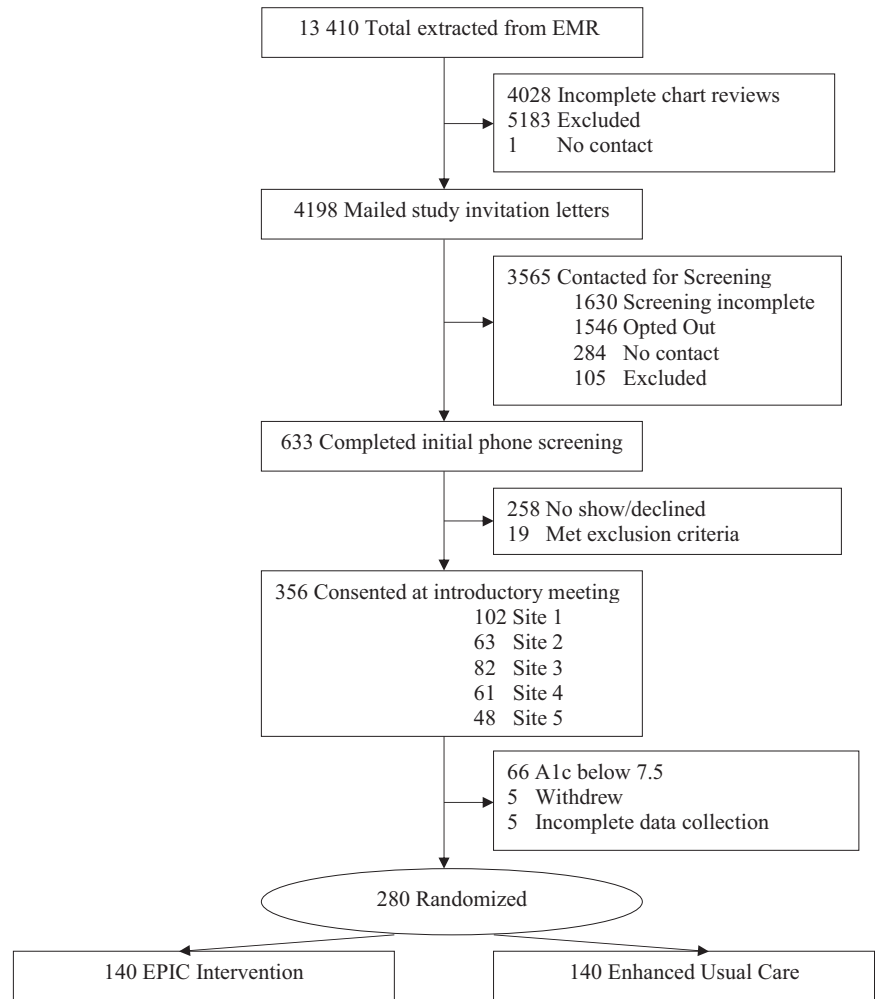 13 410 Total extracted from EMR
4028 Incomplete chart reviews
5183 Excluded
1 No contact
4198 Mailed study invitation letters
3565 Contacted for Screening
1630 Screening incomplete
1546 Opted Out
284 No contact
105 Excluded
633 Completed initial phone screening
258 No show/declined
19 Met exclusion criteria
356 Consented at introductory meeting
102 Site 1
63 Site 2
82 Site 3
61 Site 4
48 Site 5
66 A1c below 7.5
5 Withdrew
5 Incomplete data collection
280 Randomized
140 EPIC Intervention
140 Enhanced Usual Care